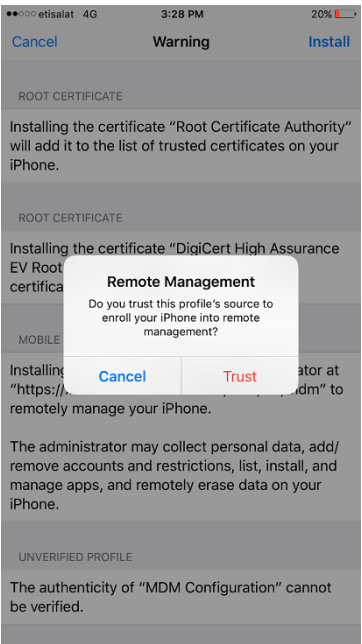 etisalat 4G 3:28 PM 20%
Cancel Warning Install
ROOT CERTIFICATE
Installing the certificate “Root Certificate Authority”
will add it to the list of trusted certificates on your
iPhone.
ROOT CERTIFICATE
Installing the certificate “DigiCert High Assurance
EV Root
certifica
Remote Management
Do you trust this profile's source to
enroll your iPhone into remote
management?
Cancel Trust
MOBILE
Installing ator at
“https:// dm” to
remotely manage your iPhone.
The administrator may collect personal data, add/
remove accounts and restrictions, list, install, and
manage apps, and remotely erase data on your
iPhone.
UNVERIFIED PROFILE
The authenticity of “MDM Configuration” cannot
be verified.